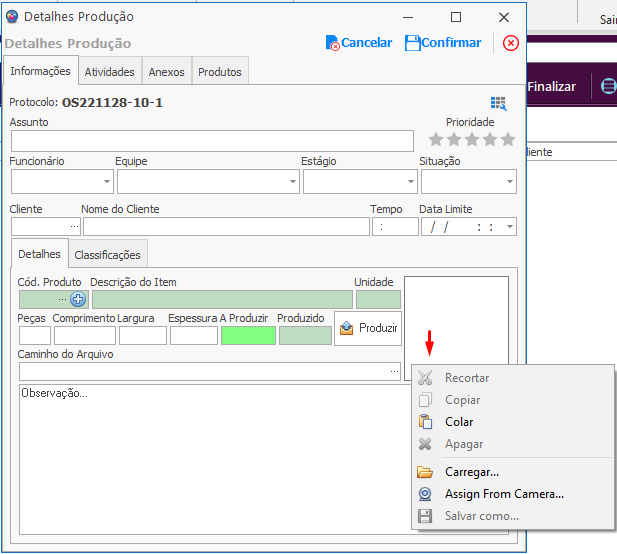 Detalhes Produção
Sair
Detalhes Produção
Cancelar
Confirmar
Informações
Atividades
Anexos
Produtos
Finalizar
Protocolo: OS221128-10-1
Assunto
Prioridade
liente
Funcionário
Equipe
Estágio
Situação
Cliente
Nome do Cliente
Tempo
Data Limite
...
:
/ / : :
Detalhes
Classificações
Cód. Produto
Descrição do Item
Unidade
...
Peças
Comprimento
Largura
Espessura
A Produzir
Produzido
Produzir
Caminho do Arquivo
...
Observação...
Recortar
Copiar
Colar
Apagar
Carregar...
Assign From Camera...
Salvar como...